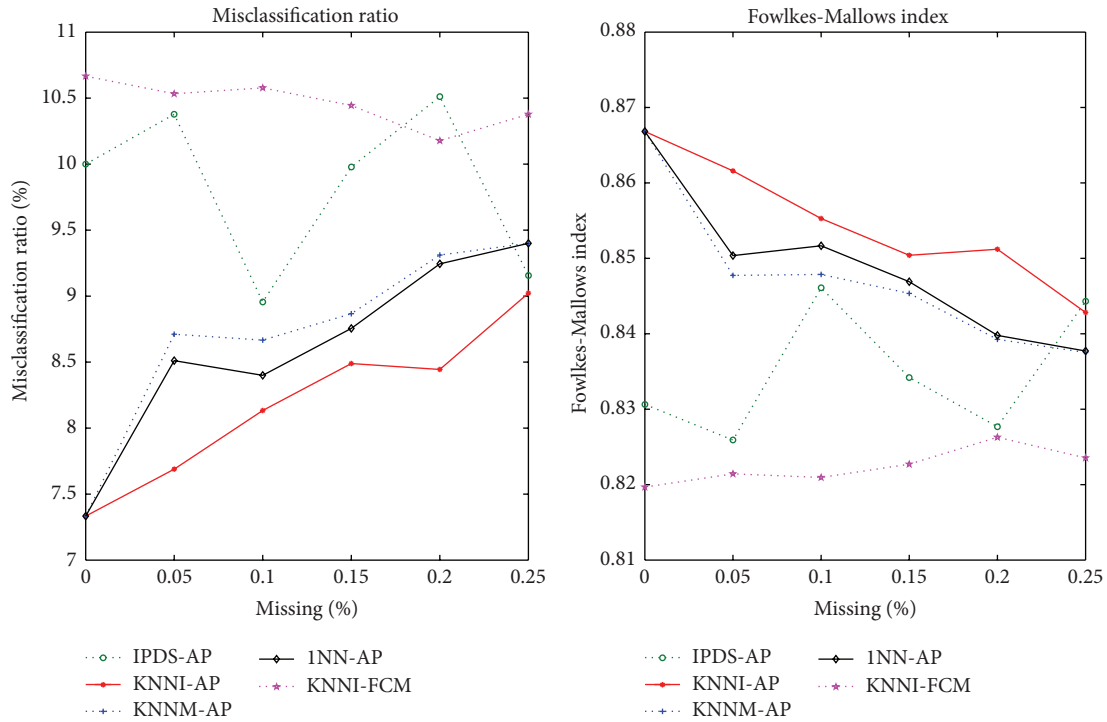 Misclassification ratio
11
10.5
10
9.5
9
8.5
8
7.5
7
Misclassification ratio (%)
0 0.05 0.1 0.15 0.2 0.25
Missing (%)
IPDS-AP
KNNI-AP
KNNM-AP
1NN-AP
KNNI-FCM
Fowlkes-Mallows index
0.88
0.87
0.86
0.85
0.84
0.83
0.82
0.81
Fowlkes-Mallows index
0 0.05 0.1 0.15 0.2 0.25
Missing (%)
IPDS-AP
KNNI-AP
KNNM-AP
1NN-AP
KNNI-FCM